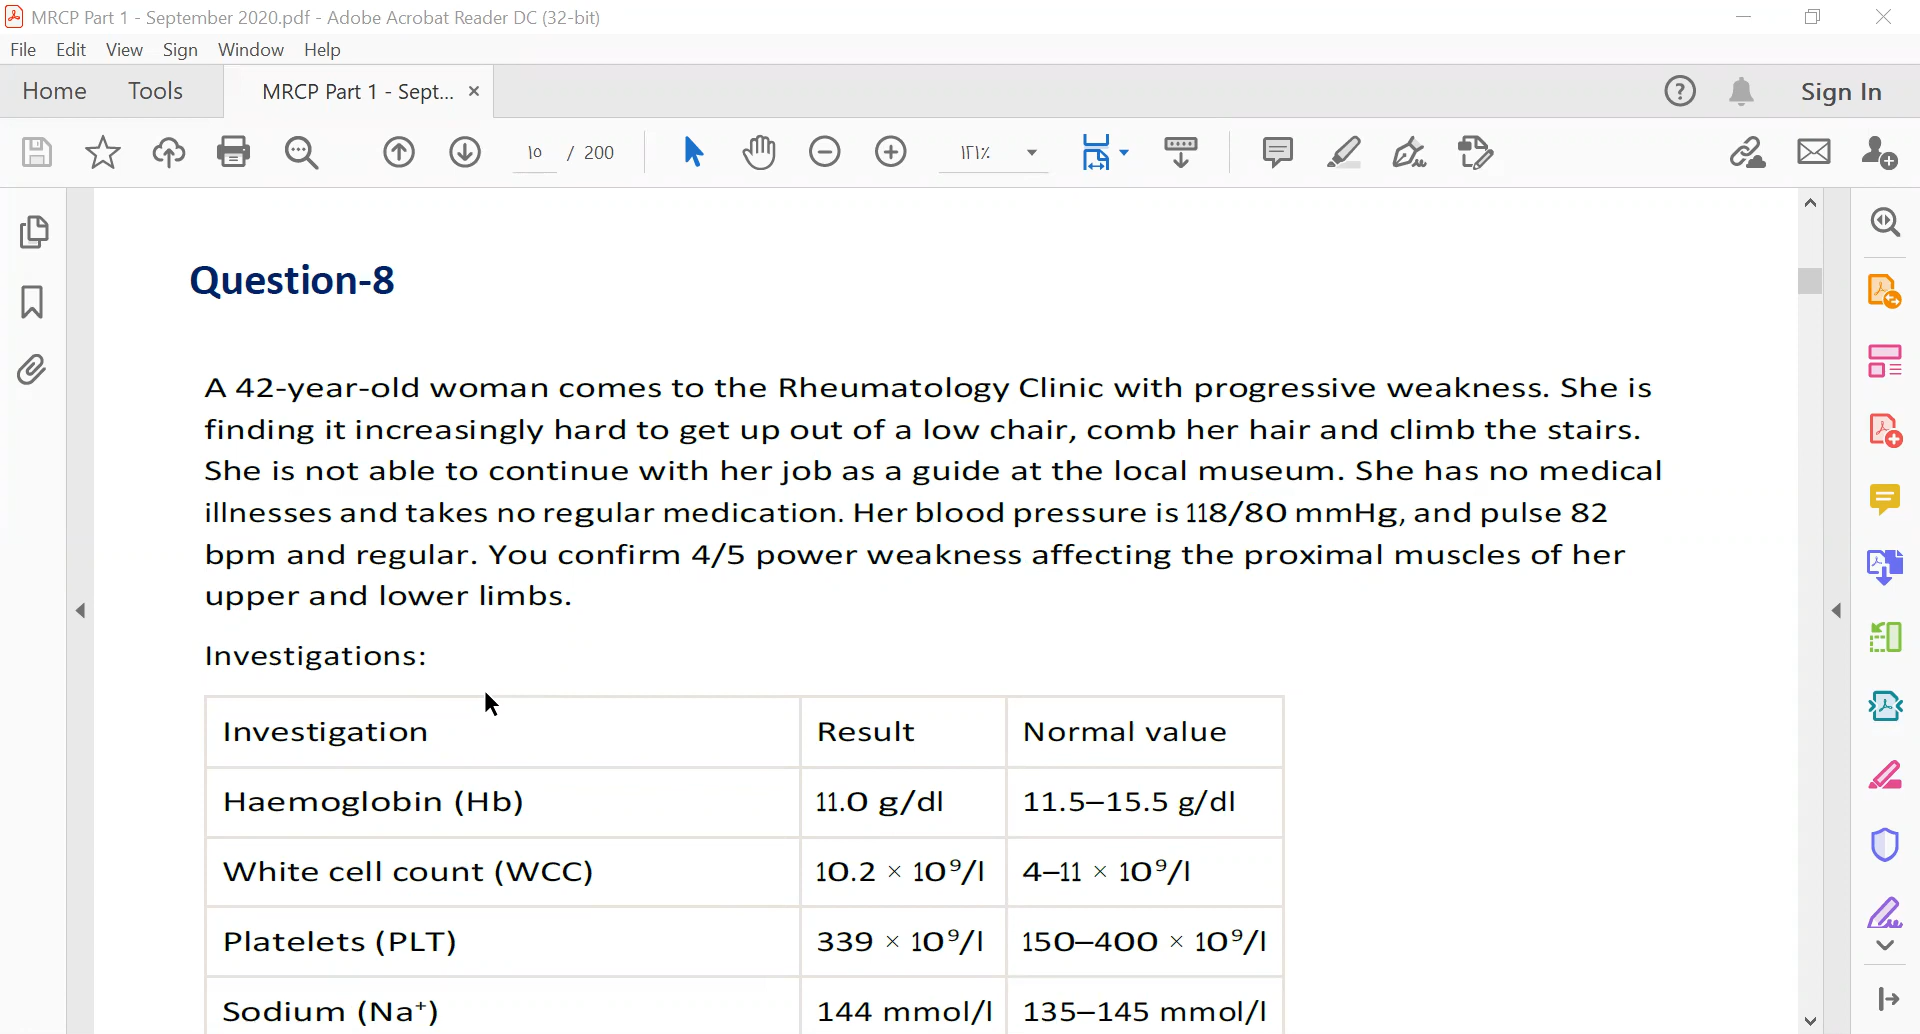 MRCP Part 1 - September 2020.pdf - Adobe Acrobat Reader DC (32-bit)
File Edit View Sign Window Help
Home Tools MRCP Part 1 - Sept... × Sign In
١٥ / 200 ١٢١٪
Question-8
A 42-year-old woman comes to the Rheumatology Clinic with progressive weakness. She is
finding it increasingly hard to get up out of a low chair, comb her hair and climb the stairs.
She is not able to continue with her job as a guide at the local museum. She has no medical
illnesses and takes no regular medication. Her blood pressure is 118/80 mmHg, and pulse 82
bpm and regular. You confirm 4/5 power weakness affecting the proximal muscles of her
upper and lower limbs.
Investigations:
Investigation Result Normal value
Haemoglobin (Hb) 11.0 g/dl 11.5–15.5 g/dl
White cell count (WCC) 10.2 × 10⁹/l 4–11 × 10⁹/l
Platelets (PLT) 339 × 10⁹/l 150–400 × 10⁹/l
Sodium (Na⁺) 144 mmol/l 135–145 mmol/l